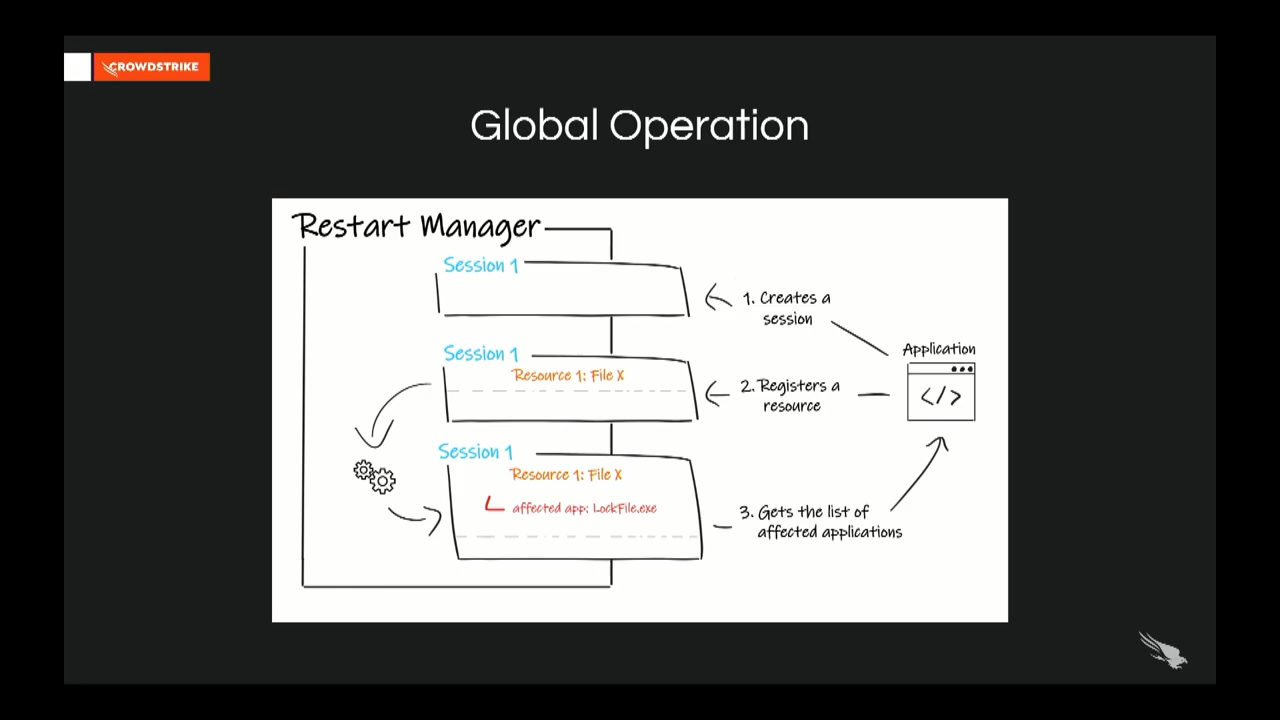 CROWDSTRIKE
Global Operation
Restart Manager
Session 1
1. Creates a
session
Application
</>
Session 1
Resource 1: File X
2. Registers a
resource
Session 1
Resource 1: File X
affected app: LockFile.exe
3. Gets the list of
affected applications